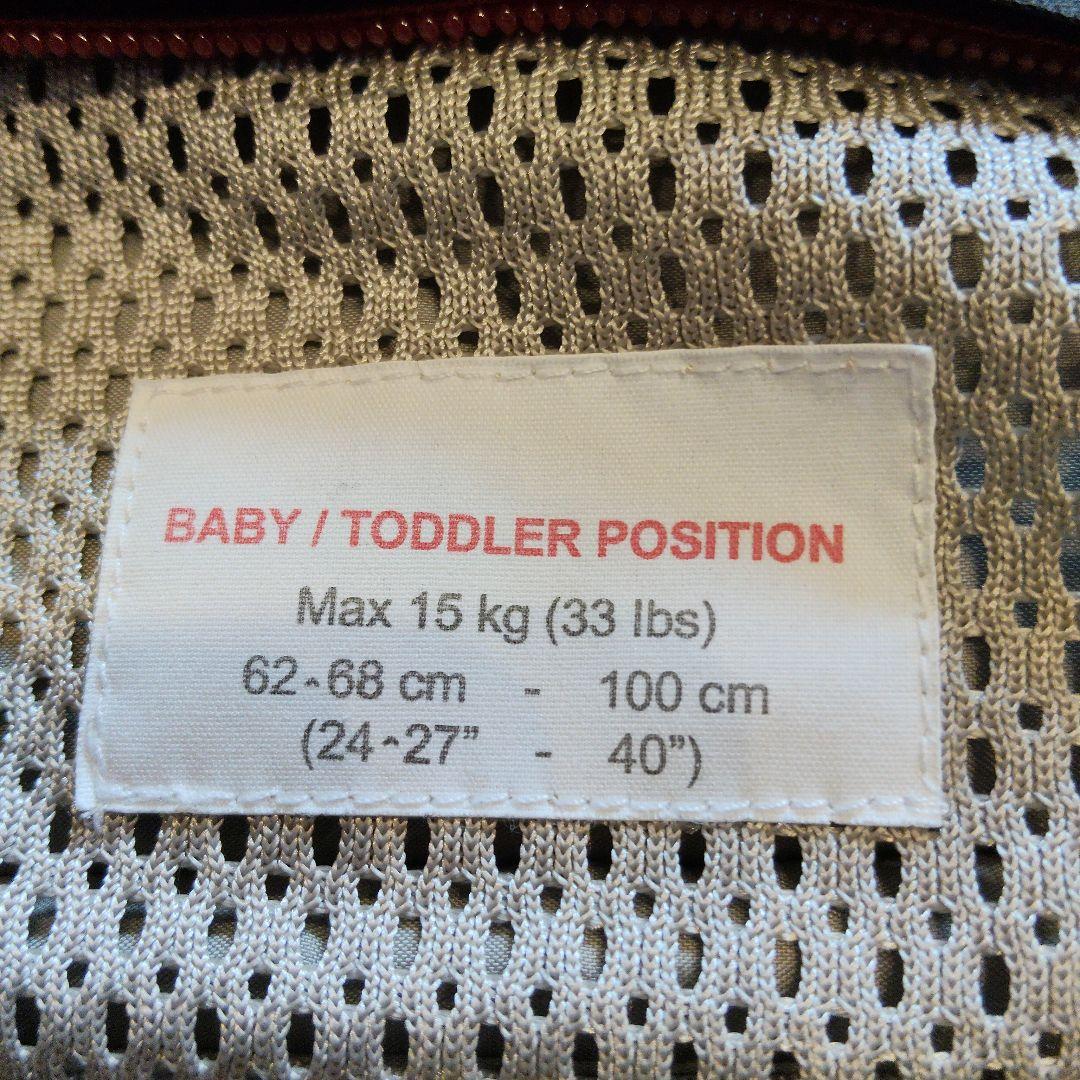 BABY / TODDLER POSITION
Max 15 kg (33 lbs)
62-68 cm - 100 cm
(24-27” - 40”)